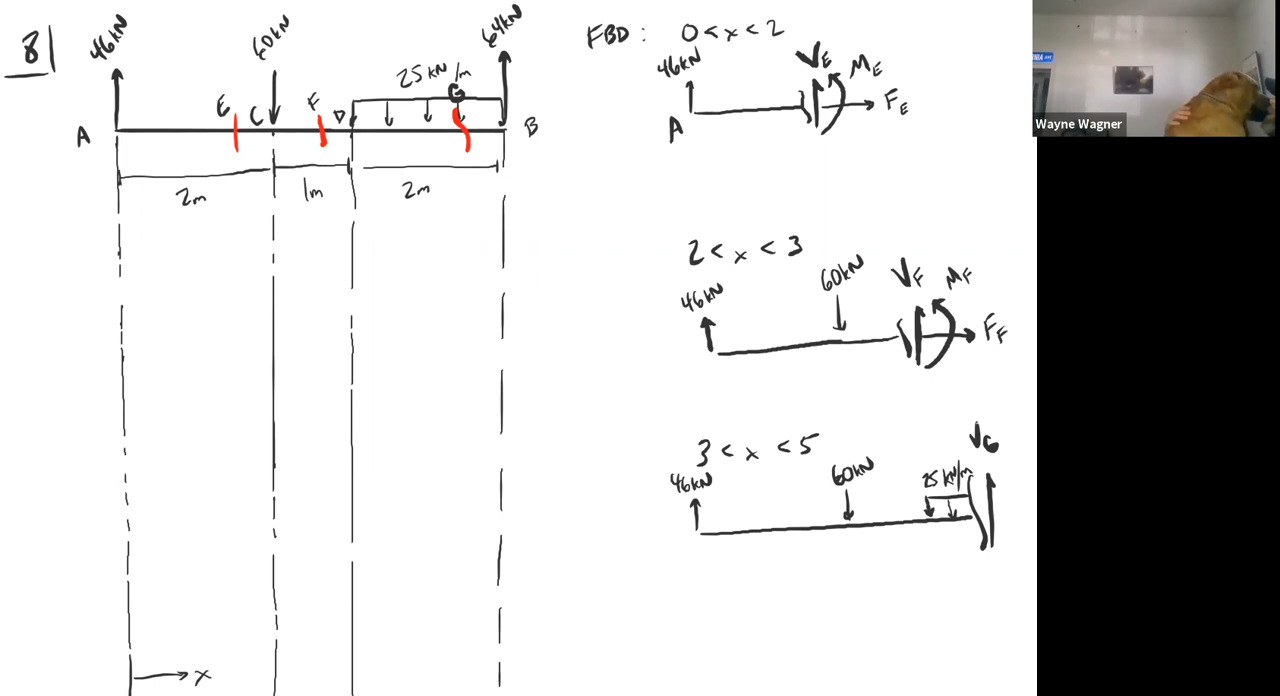 8
46kN
60kN
64kN
25 kN/m
G
E
C
F
D
A
B
2m
1m
2m
x
FBD : 0 < x < 2
46kN
VE
ME
FE
A
2 < x < 3
46kN
60kN
VF
MF
FF
3 < x < 5
46kN
60kN
25 kN/m
VG
Wayne Wagner